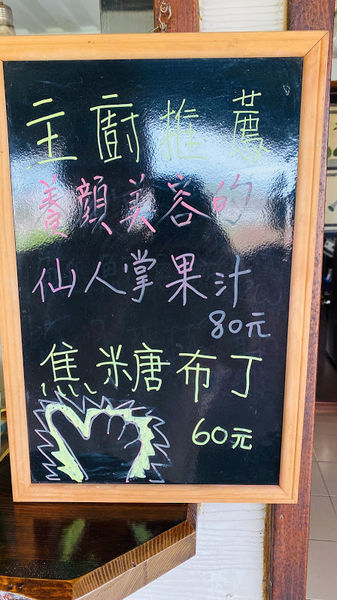 主廚推薦
養顏美容的
仙人掌果汁
80元
焦糖布丁
60元